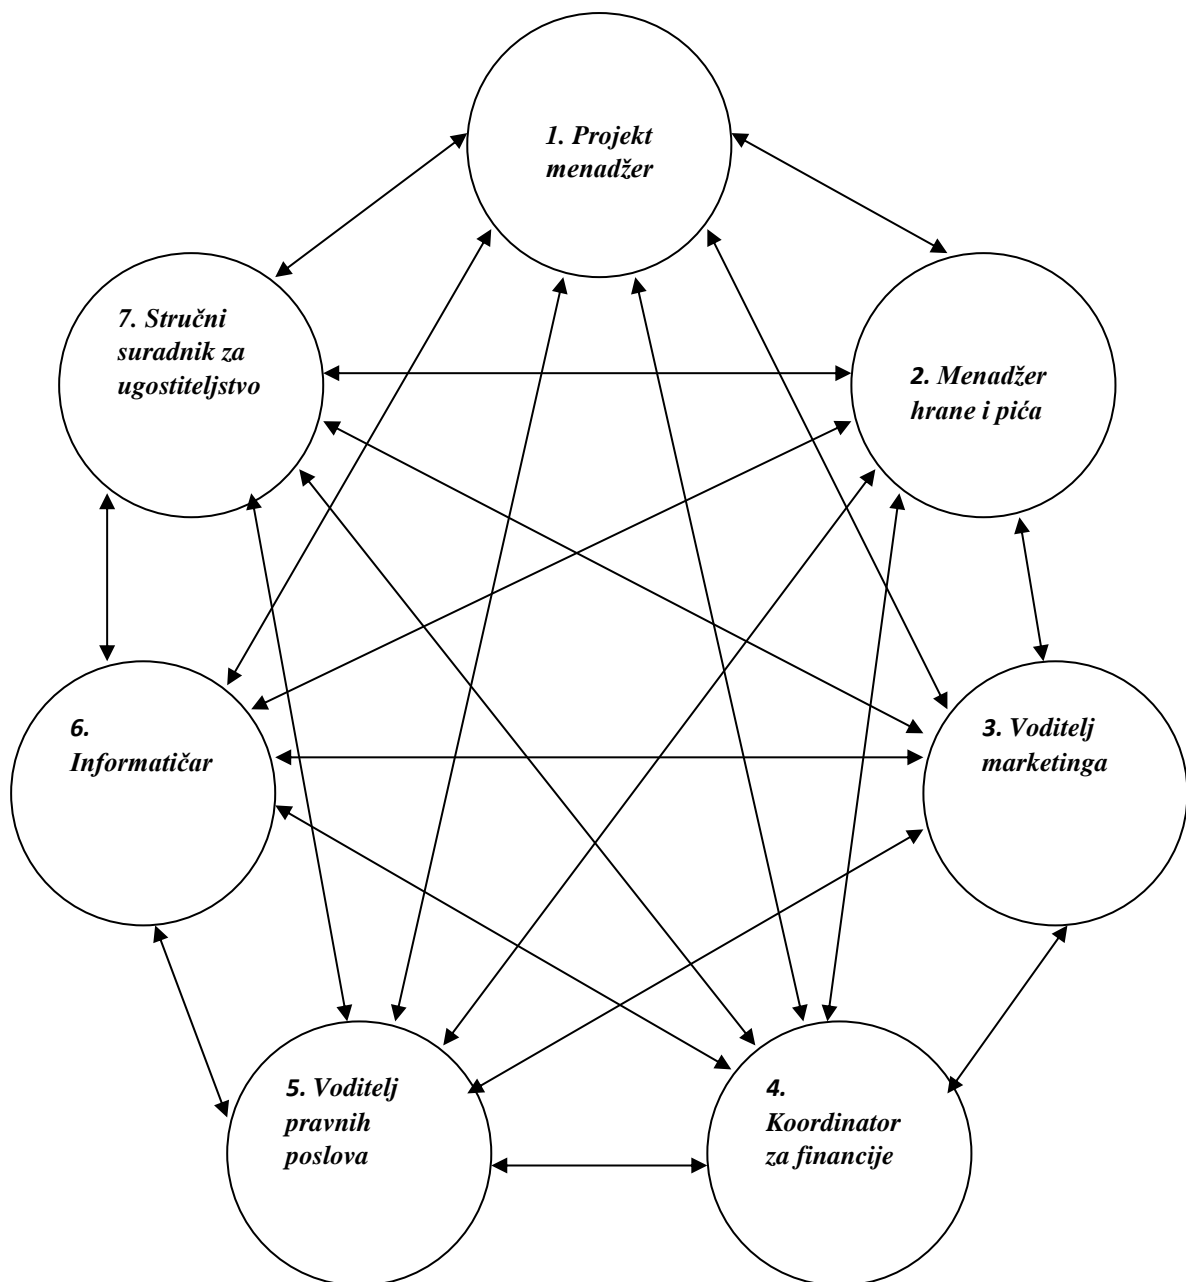 1. Projekt
menadžer
7. Stručni
suradnik za
ugostiteljstvo
2. Menadžer
hrane i pića
6.
Informatičar
3. Voditelj
marketinga
5. Voditelj
pravnih
poslova
4.
Koordinator
za financije